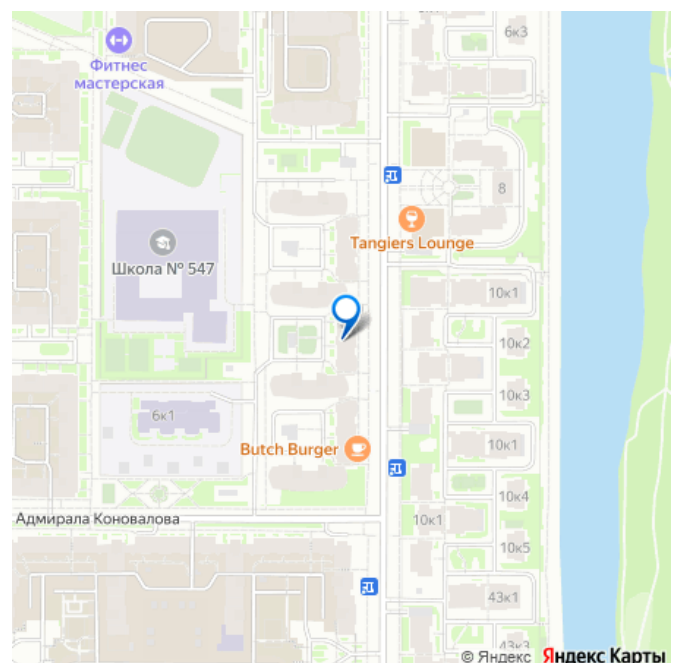 6к3
Фитнес
мастерская
8
Tangiers Lounge
Школа № 547
10к1
10к2
10к3
6к1
10к1
Butch Burger
10к4
Адмирала Коновалова
10к1
10к5
43к1
43к3
© Яндекс Яндекс Карты